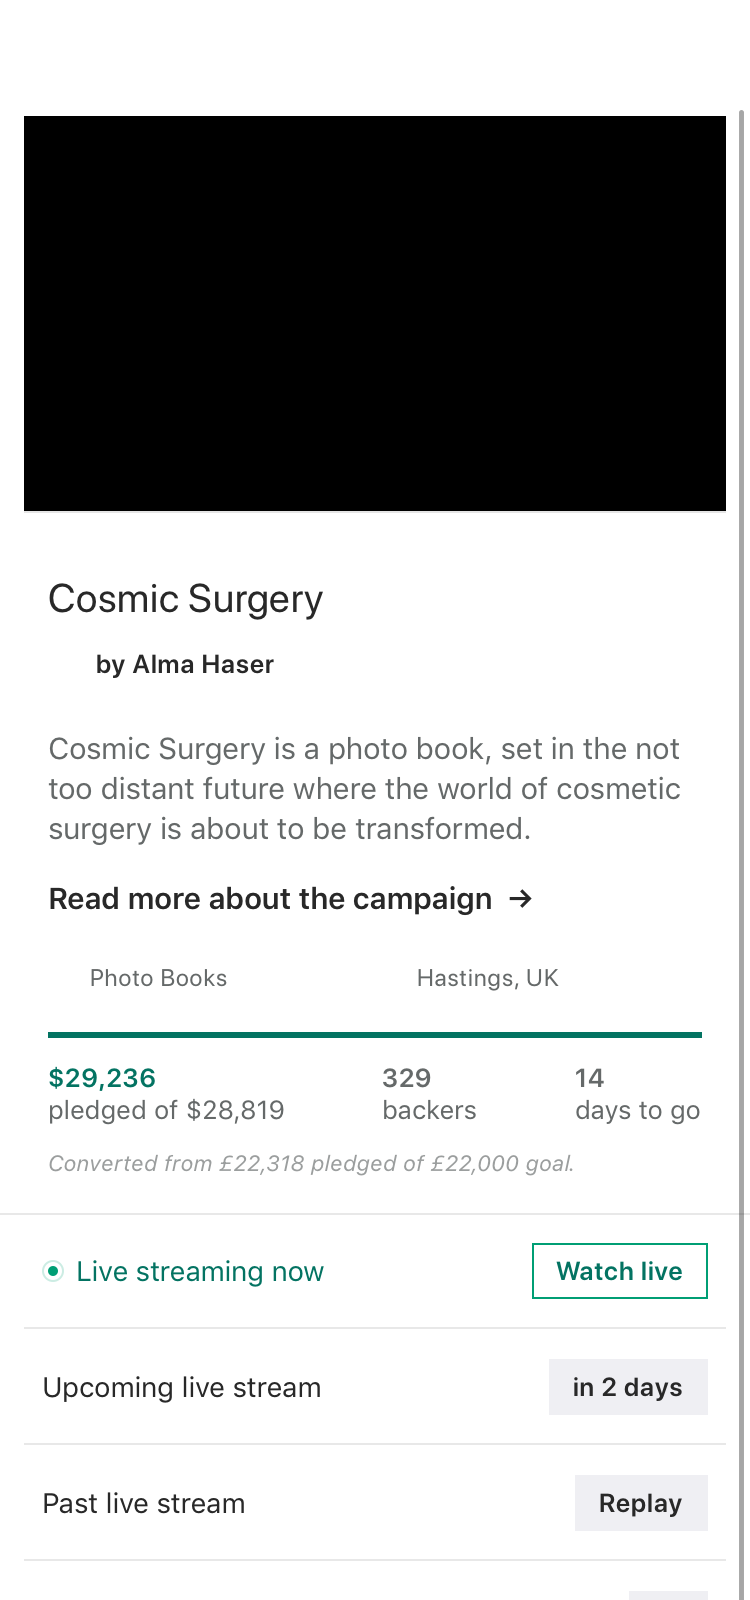 Cosmic Surgery
by Alma Haser
Cosmic Surgery is a photo book, set in the not
too distant future where the world of cosmetic
surgery is about to be transformed.
Read more about the campaign →
Photo Books
Hastings, UK
$29,236
pledged of $28,819
329
backers
14
days to go
Converted from £22,318 pledged of £22,000 goal.
Live streaming now
Watch live
Upcoming live stream
in 2 days
Past live stream
Replay